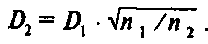 D₂ = D₁ · √n₁/n₂ .